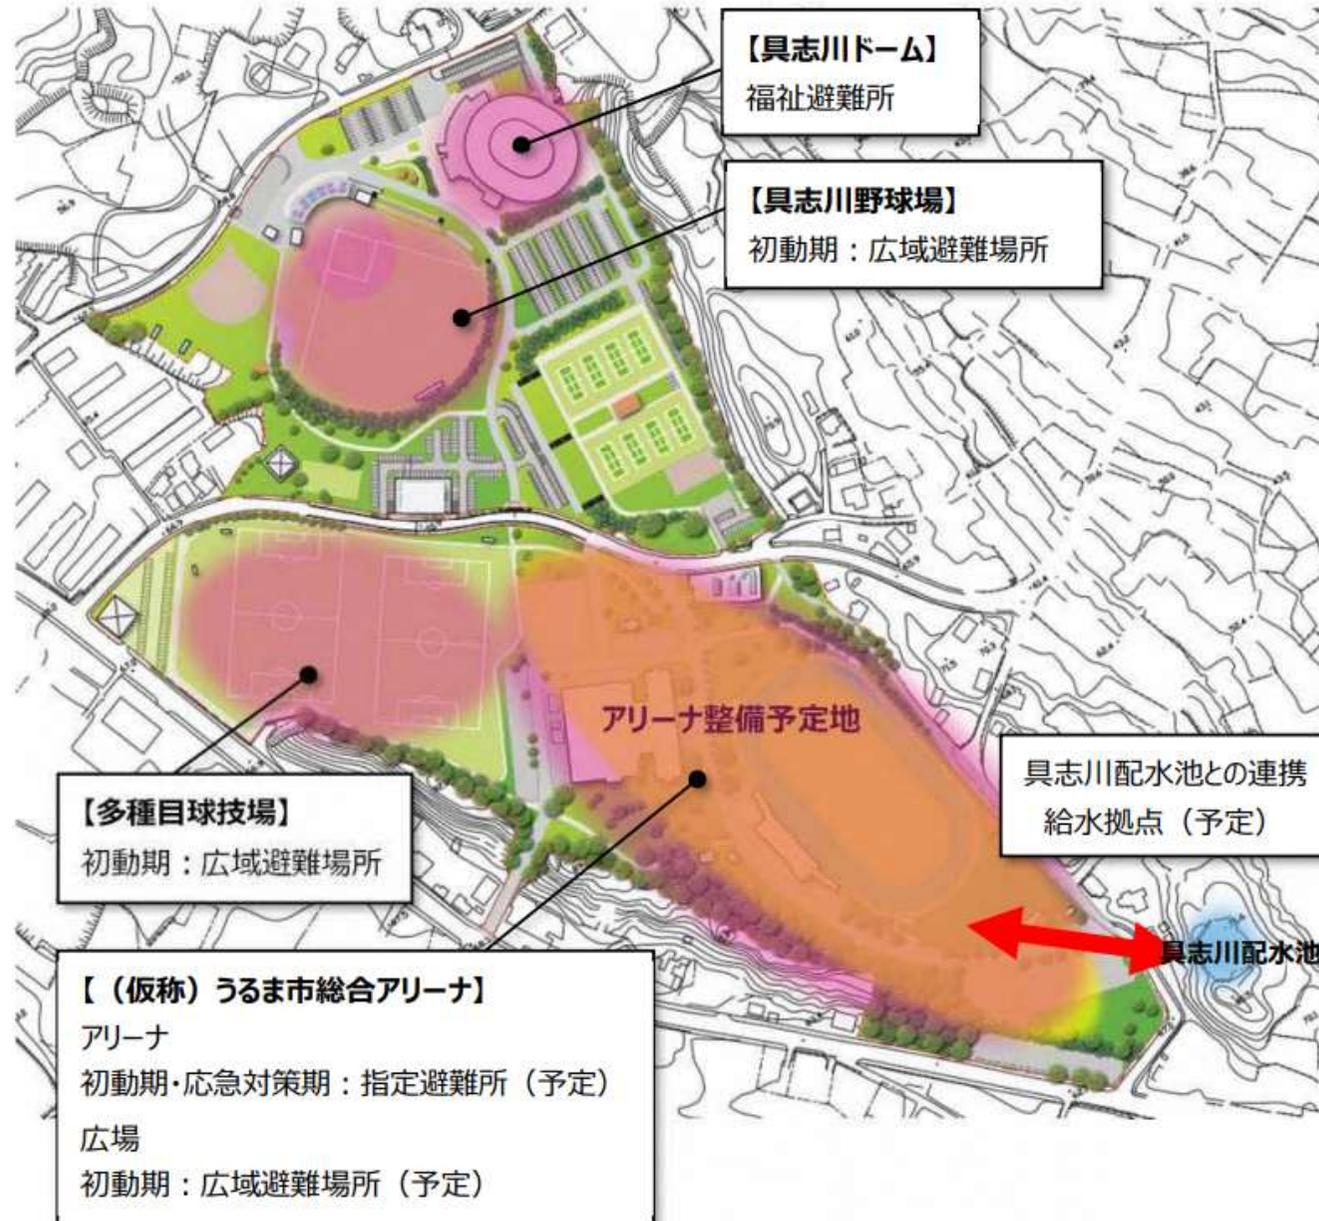 【具志川ドーム】
福祉避難所
【具志川野球場】
初動期：広域避難場所
アリーナ整備予定地
具志川配水池との連携
給水拠点（予定）
具志川配水池
【多種目球技場】
初動期：広域避難場所
【（仮称）うるま市総合アリーナ】
アリーナ
初動期・応急対策期：指定避難所（予定）
広場
初動期：広域避難場所（予定）